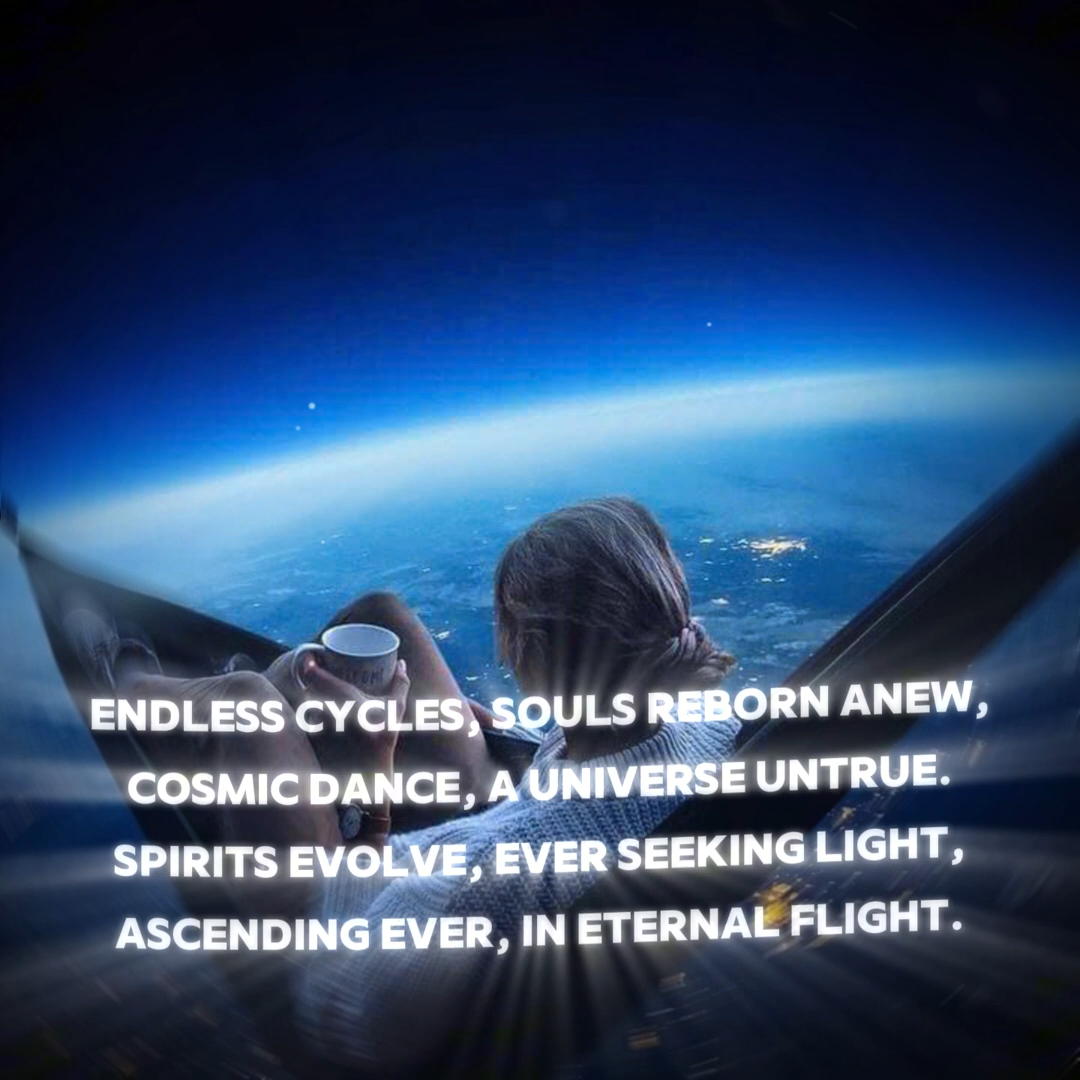 ENDLESS CYCLES, SOULS REBORN ANEW,
COSMIC DANCE, A UNIVERSE UNTRUE.
SPIRITS EVOLVE, EVER SEEKING LIGHT,
ASCENDING EVER, IN ETERNAL FLIGHT.